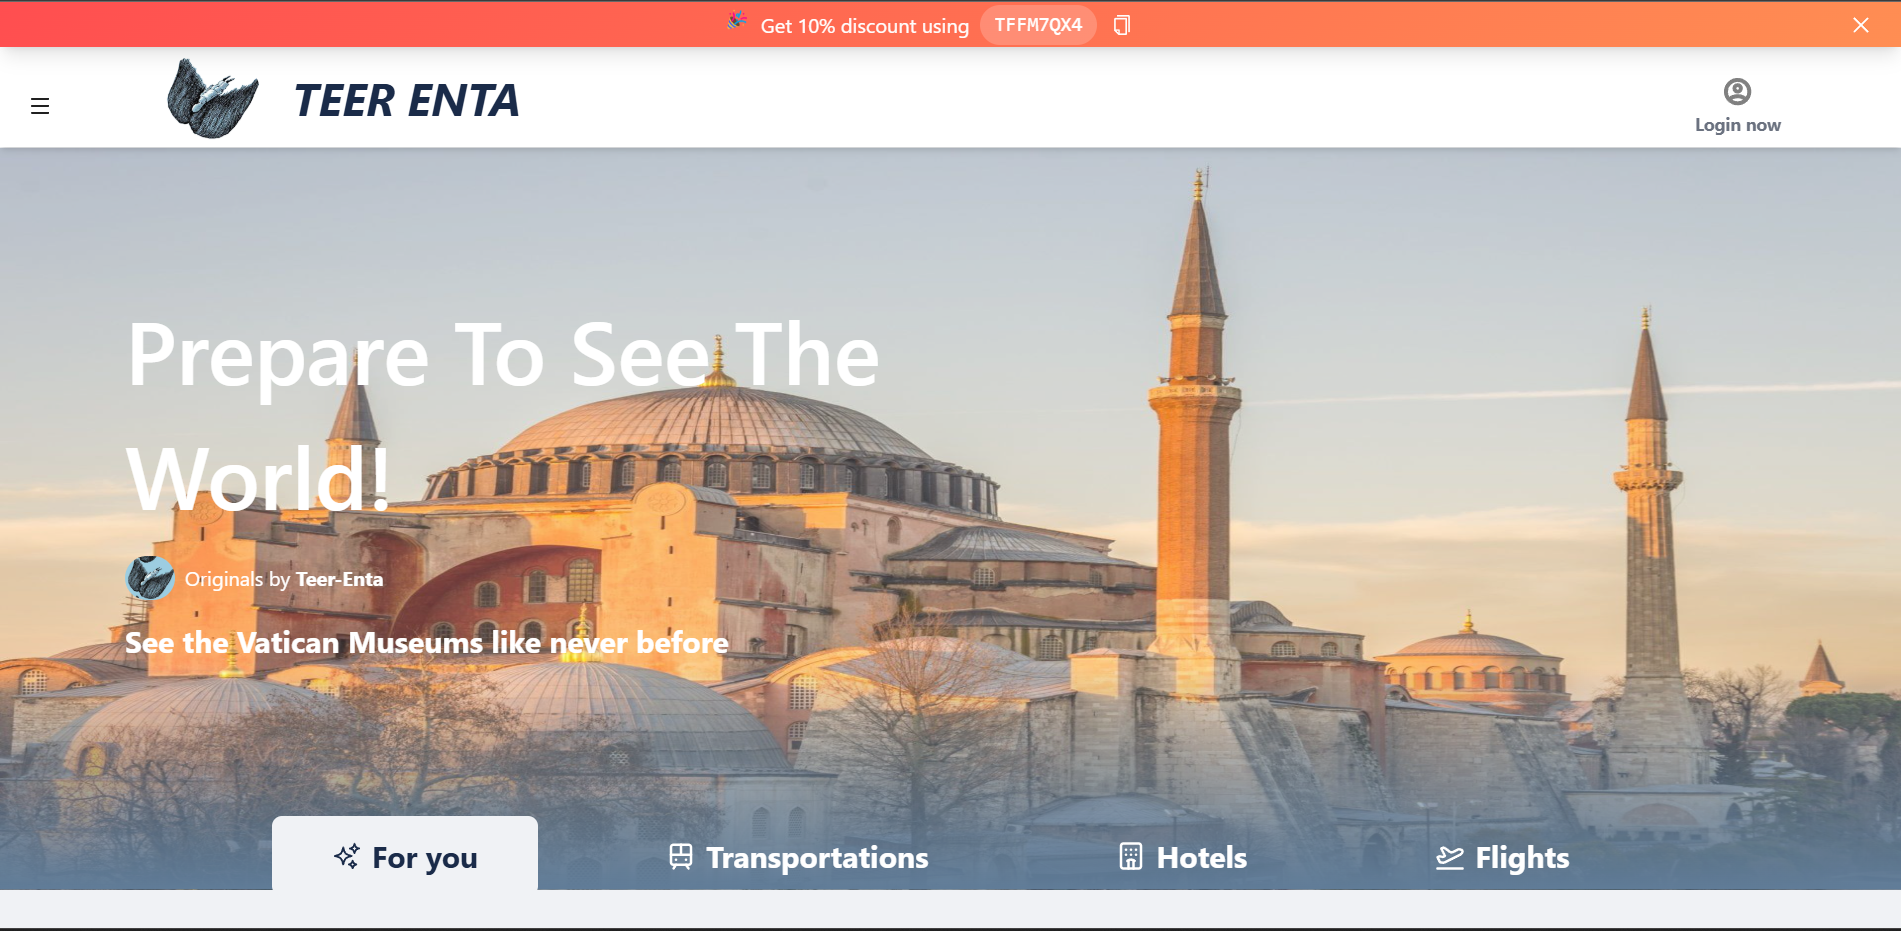 Get 10% discount using TFFM7QX4
TEER ENTA
Login now
Prepare To See The
World!
Originals by Teer-Enta
See the Vatican Museums like never before
For you
Transportations
Hotels
Flights